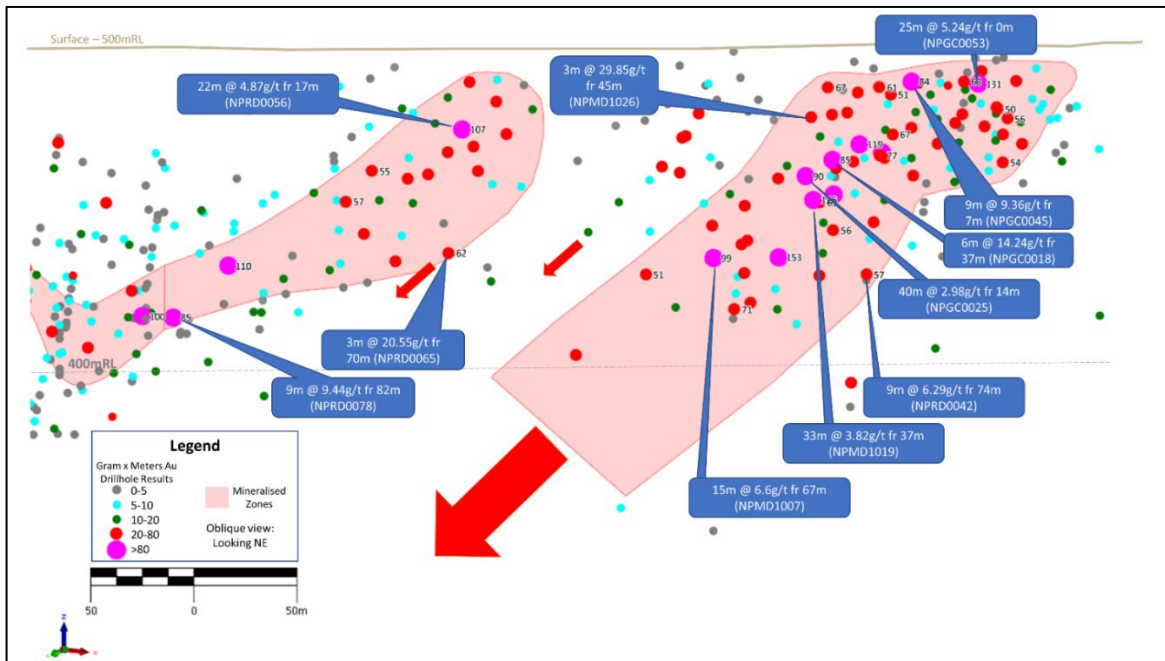 Surface – 500mRL
25m @ 5.24g/t fr 0m
(NPGC0053)
3m @ 29.85g/t
fr 45m
(NPMD1026)
22m @ 4.87g/t fr 17m
(NPRD0056)
84
68
131
67
61
51
50
56
107
67
119
77
54
55
85
90
57
9m @ 9.36g/t fr
7m
(NPGC0045)
56
6m @ 14.24g/t fr
37m
(NPGC0018)
62
110
99
153
51
57
40m @ 2.98g/t fr 14m
(NPGC0025)
71
100
85
3m @ 20.55g/t fr
70m (NPRD0065)
400mRL
9m @ 9.44g/t fr 82m
(NPRD0078)
9m @ 6.29g/t fr 74m
(NPRD0042)
33m @ 3.82g/t fr 37m
(NPMD1019)
15m @ 6.6g/t fr 67m
(NPMD1007)
Legend
Gram x Meters Au
Drillhole Results
0-5
5-10
10-20
20-80
>80
Mineralised
Zones
Oblique view:
Looking NE
50
0
50m
Z
X